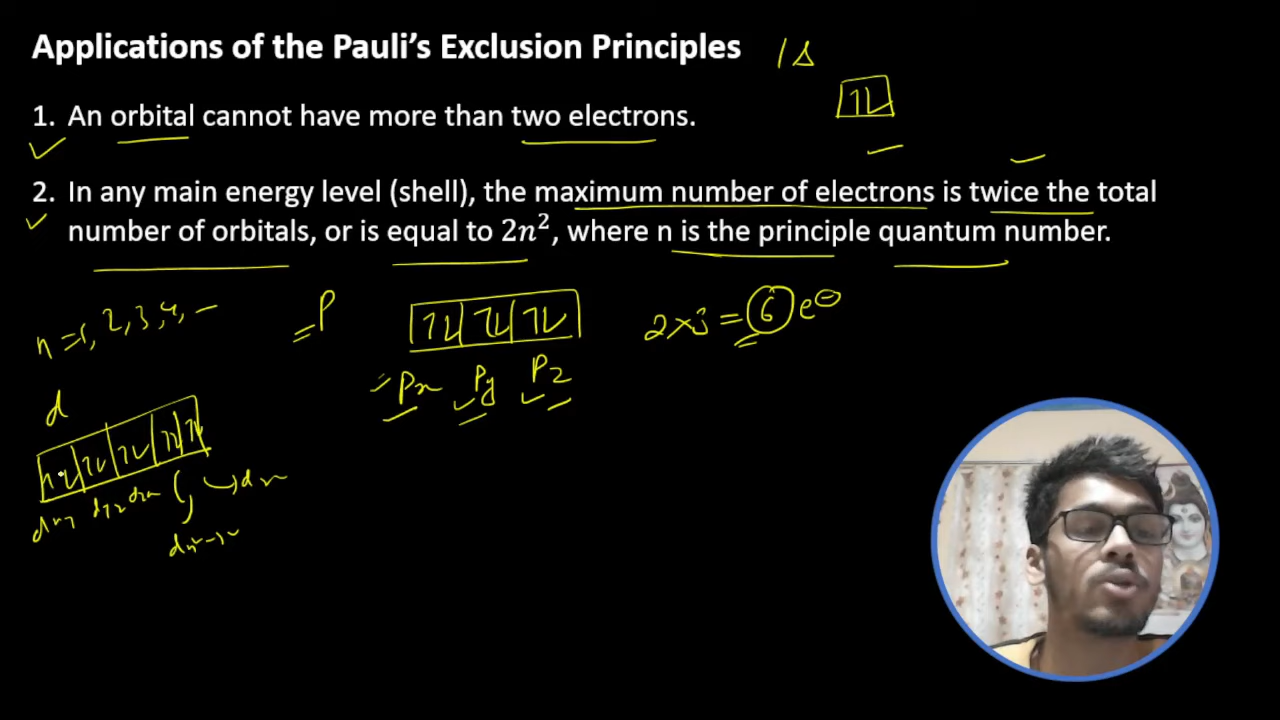 Applications of the Pauli's Exclusion Principles
1s
1. An orbital cannot have more than two electrons.
2. In any main energy level (shell), the maximum number of electrons is twice the total
number of orbitals, or is equal to 2n², where n is the principle quantum number.
n = 1, 2, 3, 4, -
= P
2×3 = 6 e⊖
Px Py Pz
d